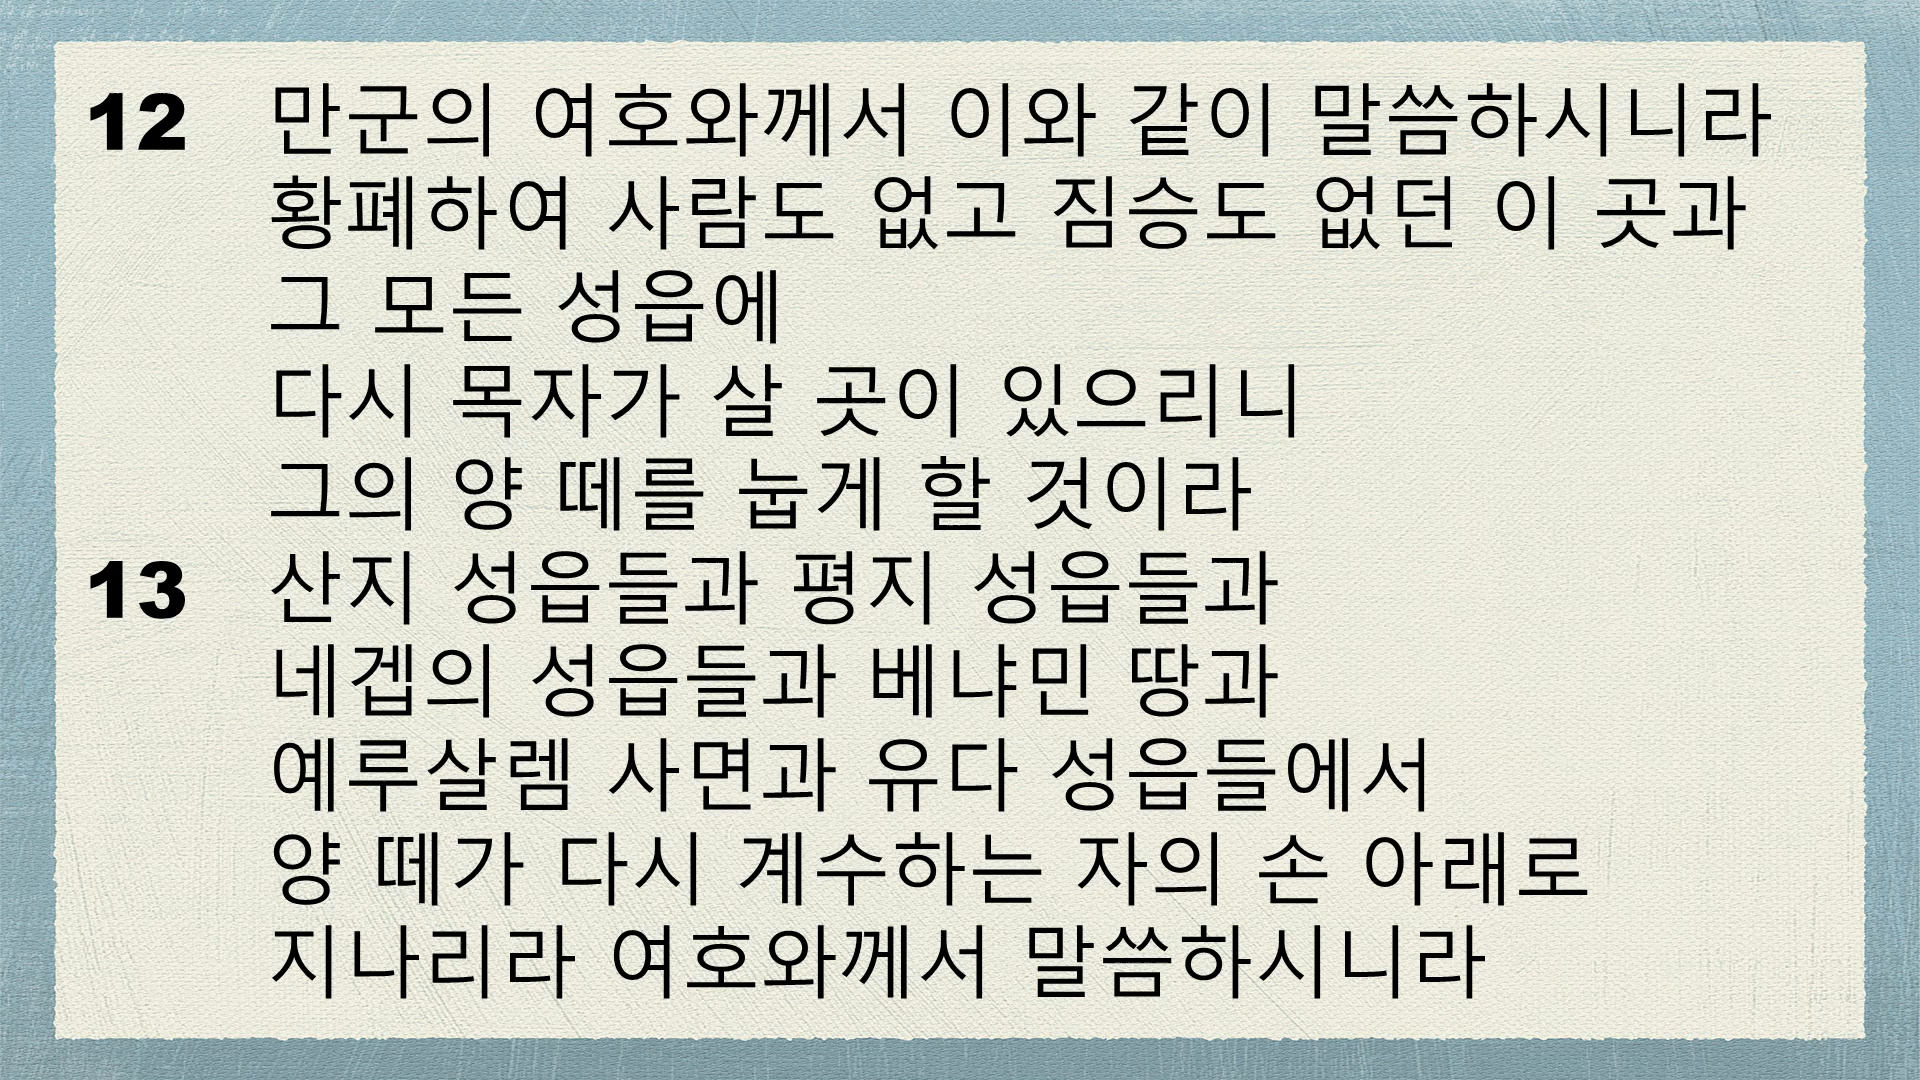 12 만군의 여호와께서 이와 같이 말씀하시니라
황폐하여 사람도 없고 짐승도 없던 이 곳과
그 모든 성읍에
다시 목자가 살 곳이 있으리니
그의 양 떼를 눕게 할 것이라
13 산지 성읍들과 평지 성읍들과
네겝의 성읍들과 베냐민 땅과
예루살렘 사면과 유다 성읍들에서
양 떼가 다시 계수하는 자의 손 아래로
지나리라 여호와께서 말씀하시니라